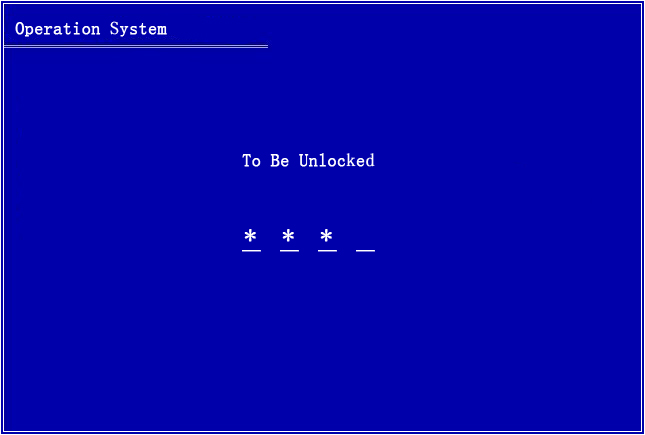 Operation System
To Be Unlocked
* * * _